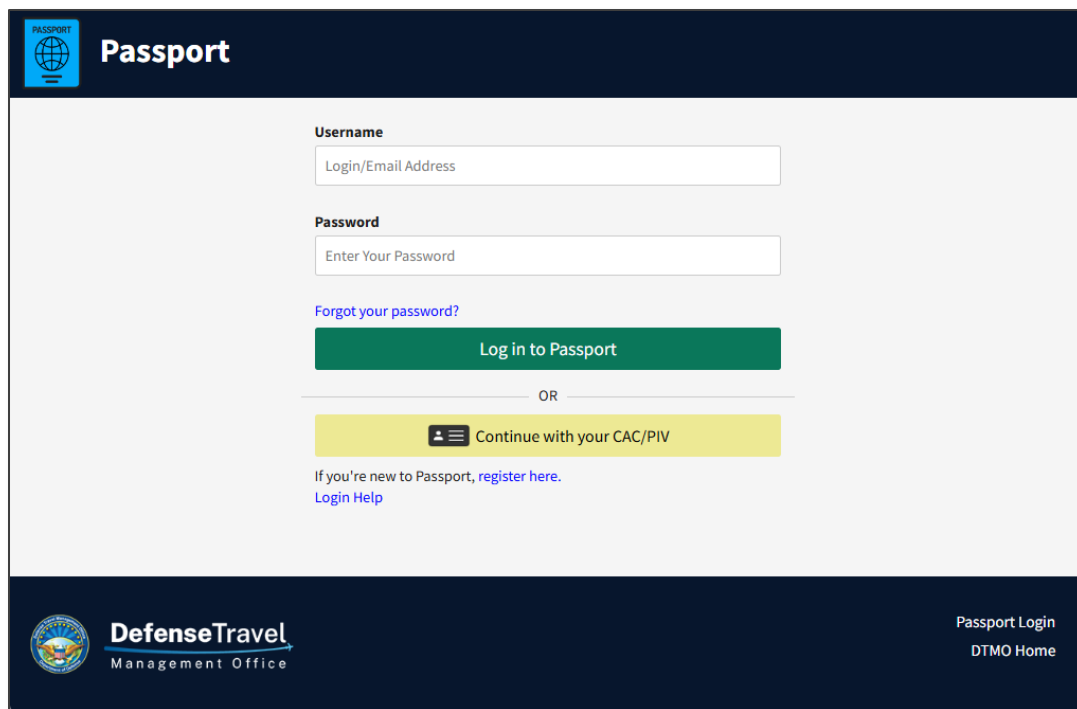 PASSPORT
Passport
Username
Login/Email Address
Password
Enter Your Password
Forgot your password?
Log in to Passport
OR
Continue with your CAC/PIV
If you're new to Passport, register here.
Login Help
DefenseTravel
Management Office
Passport Login
DTMO Home